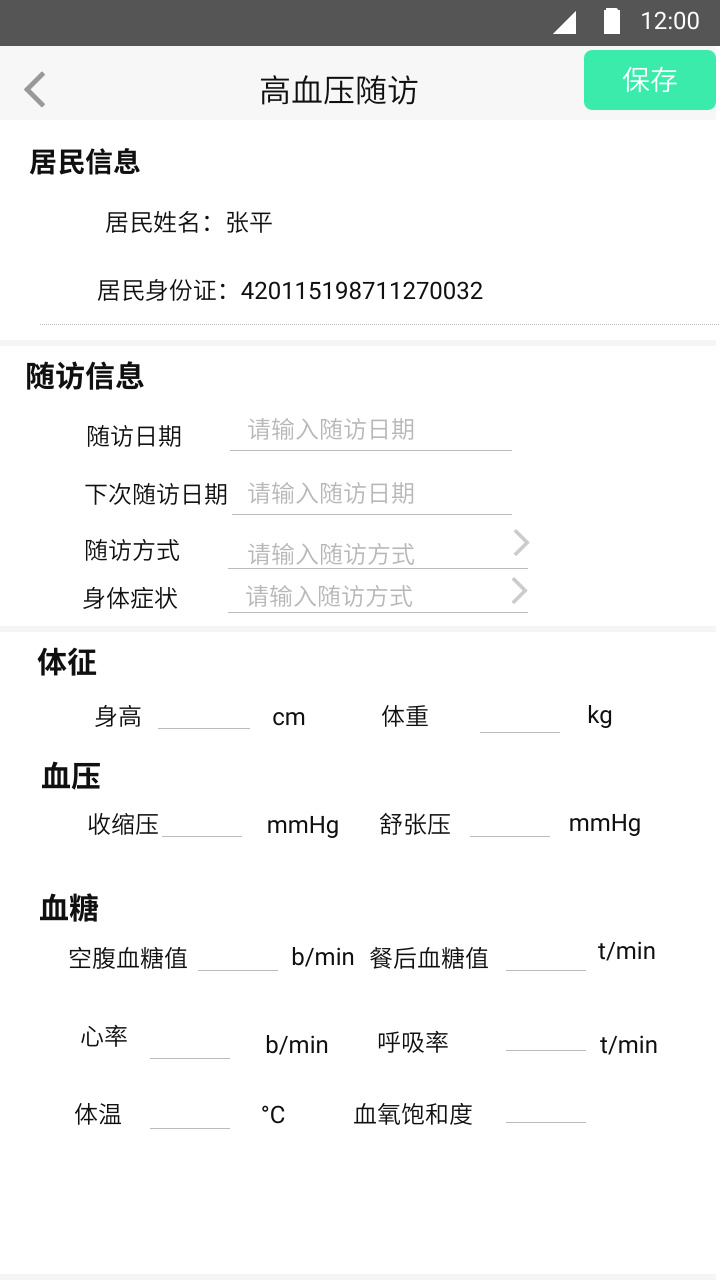 12:00
高血压随访
保存
居民信息
居民姓名：张平
居民身份证：420115198711270032
随访信息
随访日期 请输入随访日期
下次随访日期 请输入随访日期
随访方式 请输入随访方式
身体症状 请输入随访方式
体征
身高 cm 体重 kg
血压
收缩压 mmHg 舒张压 mmHg
血糖
空腹血糖值 b/min 餐后血糖值 t/min
心率 b/min 呼吸率 t/min
体温 °C 血氧饱和度